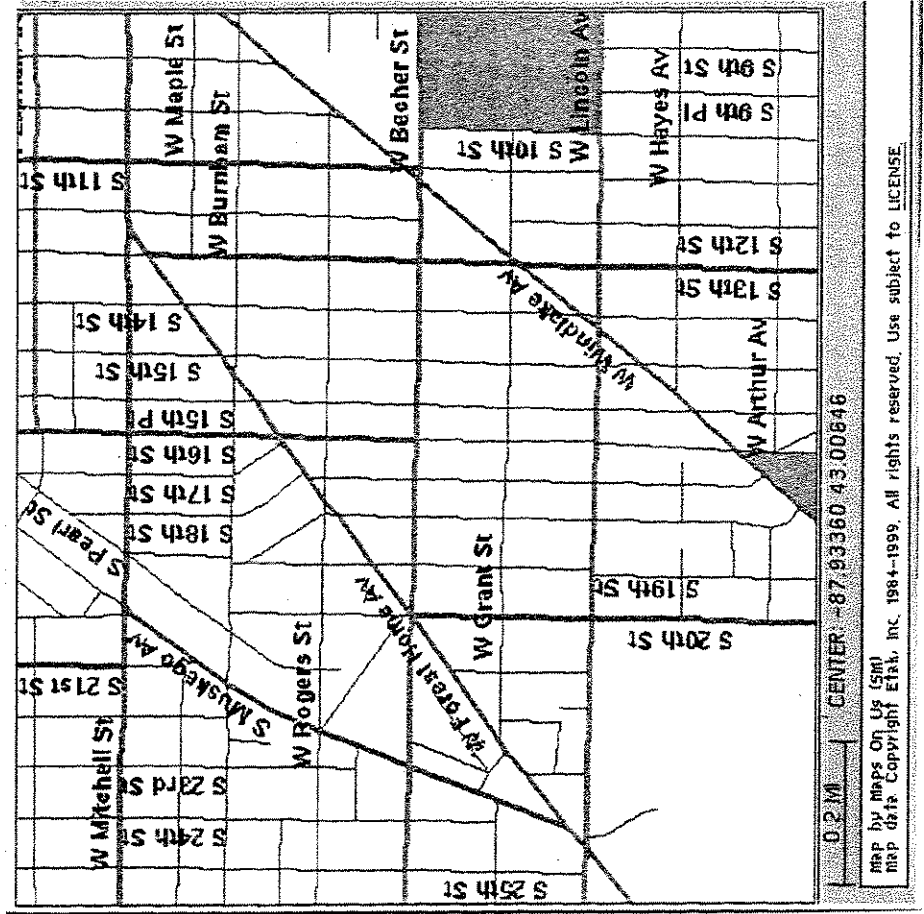 W Mitchell St
W Maple St
W Burnham St
W Rogers St
W Becher St
W Grant St
W Lincoln Av
W Hayes Av
W Arthur Av
S 25th St
S 24th St
S 23rd St
S 21st St
S Muskego Av
S Pearl St
S 20th St
S 19th St
S 18th St
S 17th St
S 16th St
S 15th Pl
S 15th St
S 14th St
S 13th St
S 12th St
S 11th St
S 10th St
S 9th Pl
S 9th St
W Forest Home Av
W Windlake Av
0.2 MI
CENTER -87.93360 43.00646
Map by Maps On Us (SM)
Map data Copyright Etak, Inc. 1984-1999. All rights reserved. Use subject to LICENSE